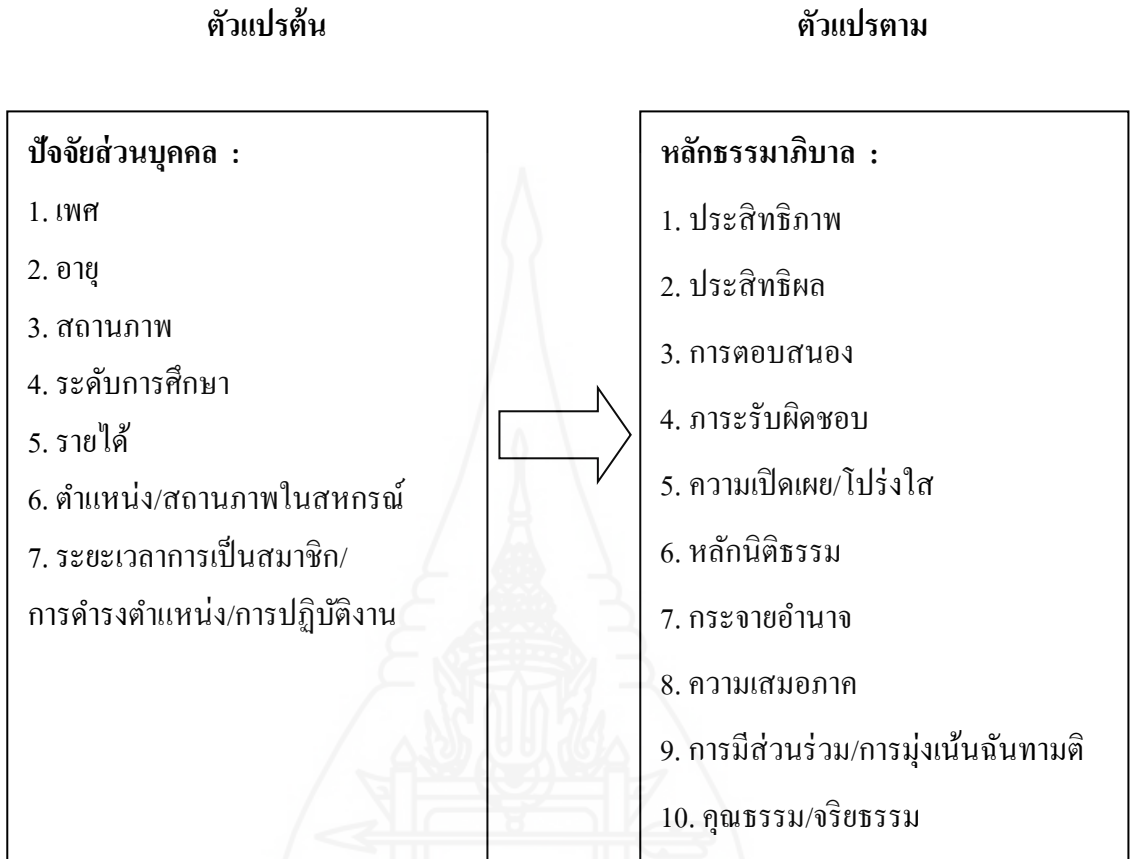 ตัวแปรต้น
ตัวแปรตาม
ปัจจัยส่วนบุคคล :
1. เพศ
2. อายุ
3. สถานภาพ
4. ระดับการศึกษา
5. รายได้
6. ตำแหน่ง/สถานภาพในสหกรณ์
7. ระยะเวลาการเป็นสมาชิก/
การดำรงตำแหน่ง/การปฏิบัติงาน
หลักธรรมาภิบาล :
1. ประสิทธิภาพ
2. ประสิทธิผล
3. การตอบสนอง
4. ภาระรับผิดชอบ
5. ความเปิดเผย/โปร่งใส
6. หลักนิติธรรม
7. กระจายอำนาจ
8. ความเสมอภาค
9. การมีส่วนร่วม/การมุ่งเน้นฉันทามติ
10. คุณธรรม/จริยธรรม